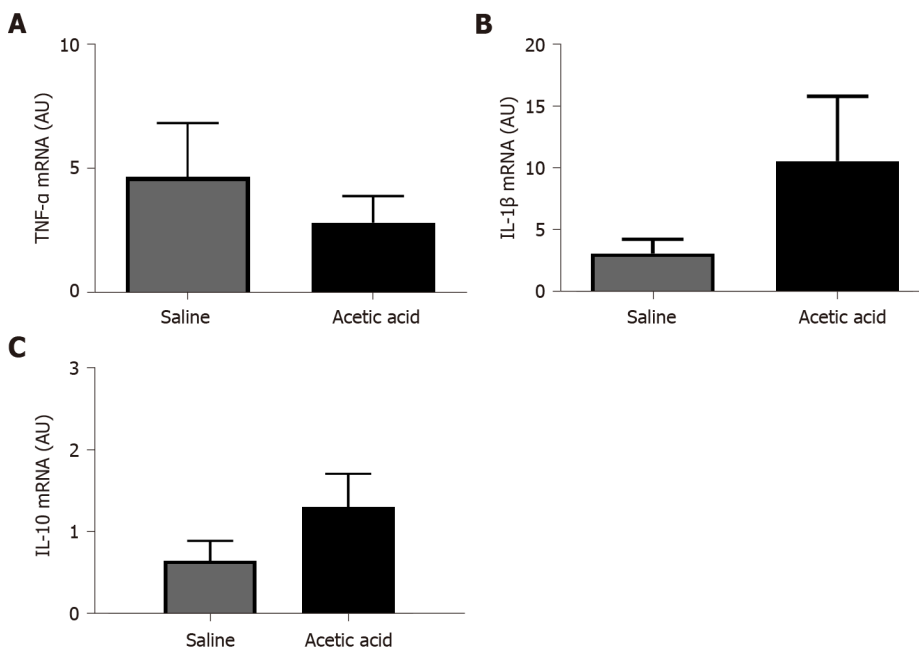 A
TNF-α mRNA (AU)
10
5
0
Saline
Acetic acid
B
IL-1β mRNA (AU)
20
15
10
5
0
Saline
Acetic acid
C
IL-10 mRNA (AU)
3
2
1
0
Saline
Acetic acid